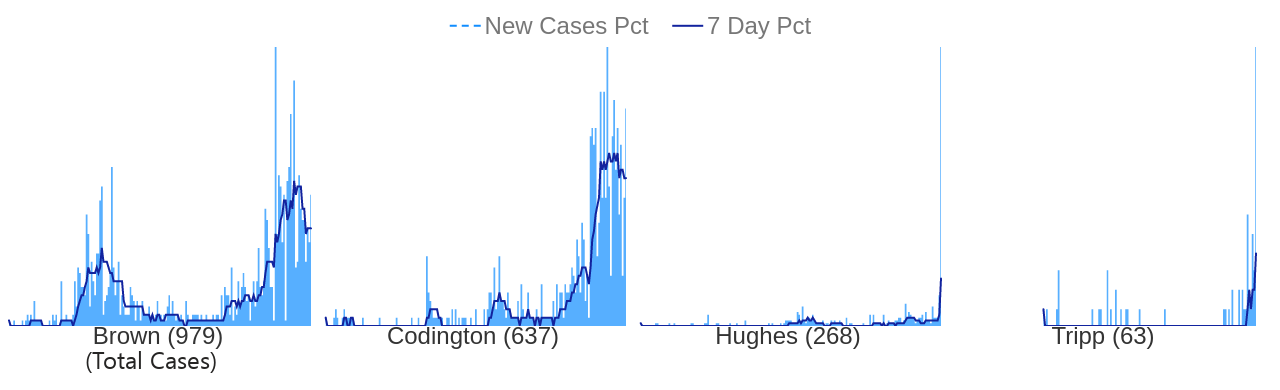 New Cases Pct 7 Day Pct
Brown (979) Codington (637) Hughes (268) Tripp (63)
(Total Cases)